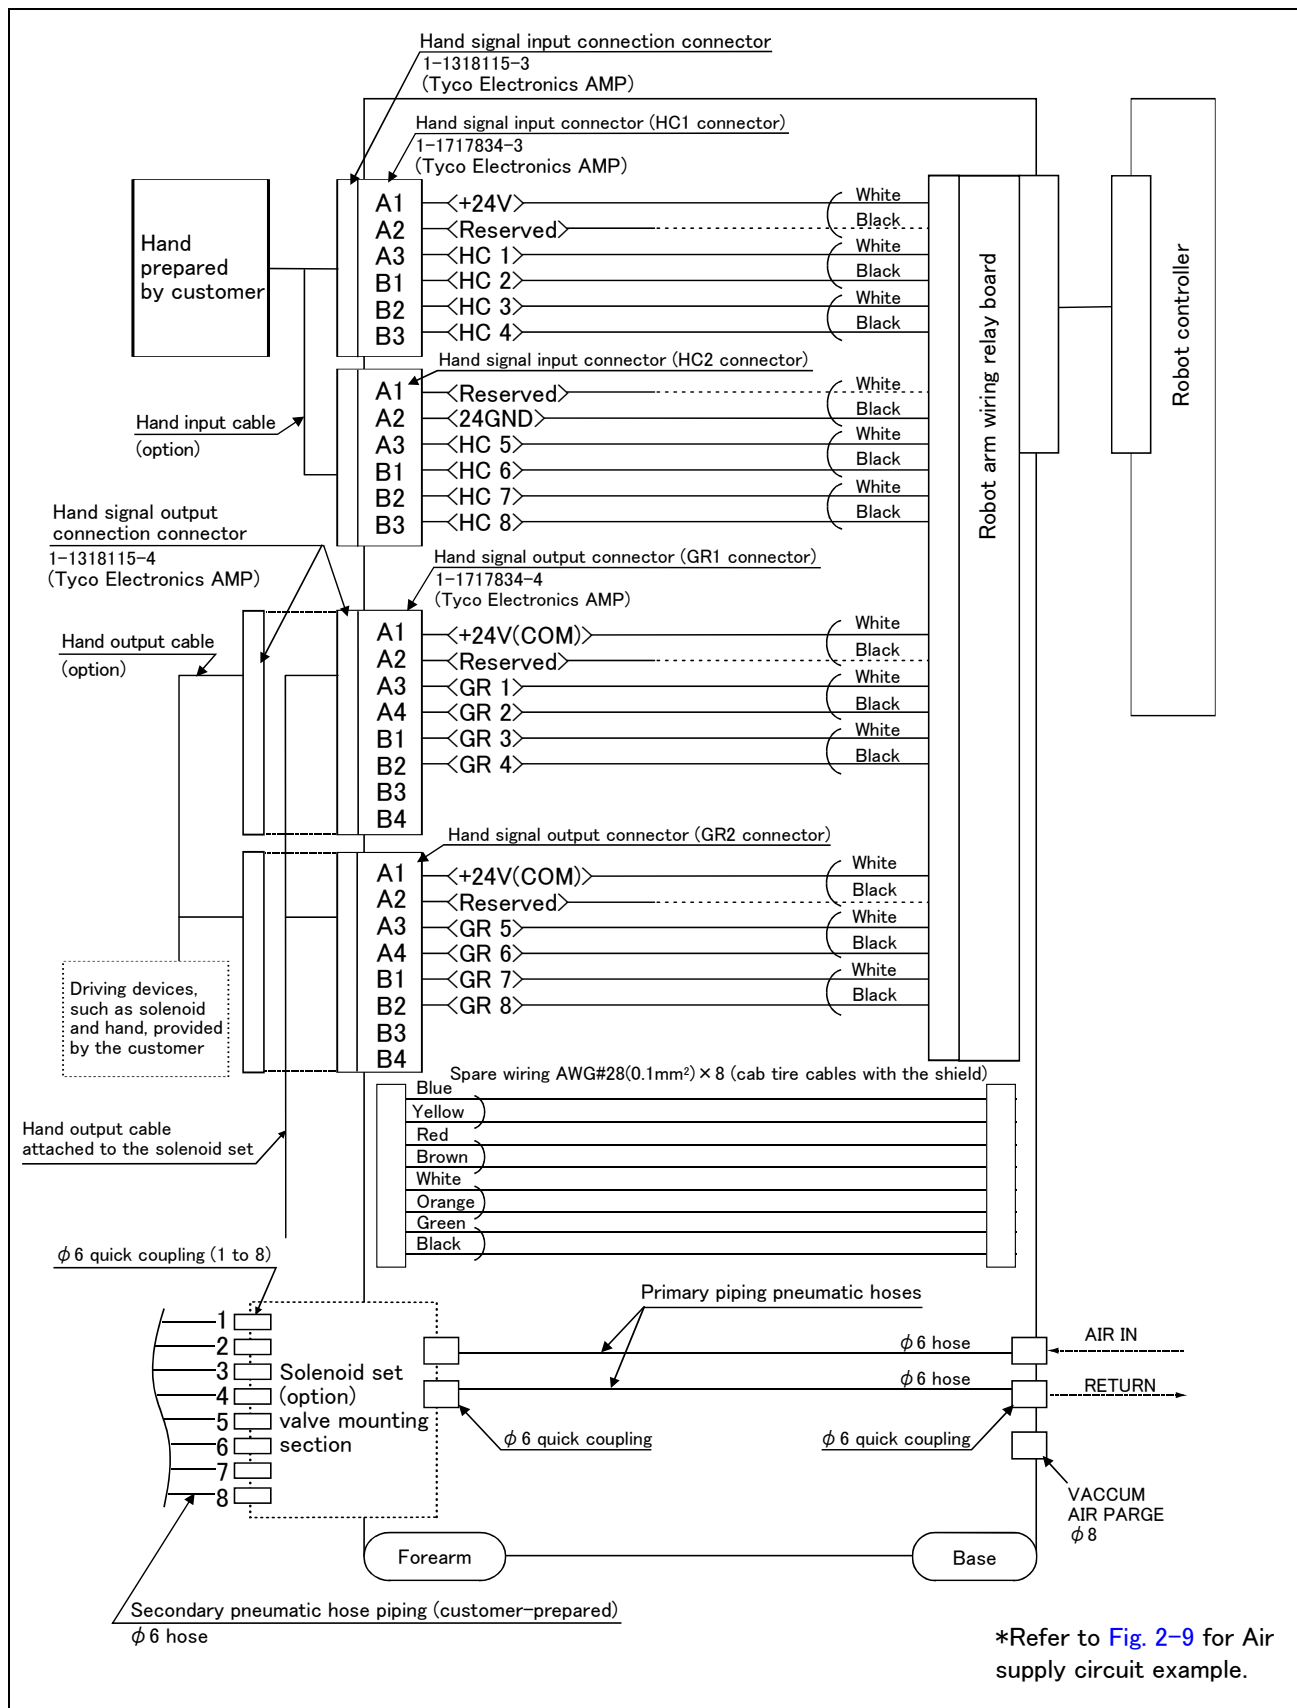 Hand signal input connection connector
1-1318115-3
(Tyco Electronics AMP)
Hand signal input connector (HC1 connector)
1-1717834-3
(Tyco Electronics AMP)
Hand
prepared
by customer
A1 <+24V> White
A2 <Reserved> Black
A3 <HC 1> White
B1 <HC 2> Black
B2 <HC 3> White
B3 <HC 4> Black
Robot arm wiring relay board
Robot controller
Hand signal input connector (HC2 connector)
A1 <Reserved> White
A2 <24GND> Black
A3 <HC 5> White
B1 <HC 6> Black
B2 <HC 7> White
B3 <HC 8> Black
Hand input cable
(option)
Hand signal output
connection connector
1-1318115-4
(Tyco Electronics AMP)
Hand signal output connector (GR1 connector)
1-1717834-4
(Tyco Electronics AMP)
Hand output cable
(option)
A1 <+24V(COM)> White
A2 <Reserved> Black
A3 <GR 1> White
A4 <GR 2> Black
B1 <GR 3> White
B2 <GR 4> Black
B3
B4
Hand signal output connector (GR2 connector)
A1 <+24V(COM)> White
A2 <Reserved> Black
A3 <GR 5> White
A4 <GR 6> Black
B1 <GR 7> White
B2 <GR 8> Black
B3
B4
Driving devices,
such as solenoid
and hand, provided
by the customer
Spare wiring AWG#28(0.1mm²)×8 (cab tire cables with the shield)
Blue
Yellow
Red
Brown
White
Orange
Green
Black
Hand output cable
attached to the solenoid set
φ6 quick coupling (1 to 8)
1
2
3
4
5
6
7
8
Solenoid set
(option)
valve mounting
section
Primary piping pneumatic hoses
φ6 hose
AIR IN
φ6 hose
RETURN
φ6 quick coupling
φ6 quick coupling
VACCUM
AIR PARGE
φ8
Forearm
Base
Secondary pneumatic hose piping (customer-prepared)
φ6 hose
*Refer to Fig. 2-9 for Air
supply circuit example.